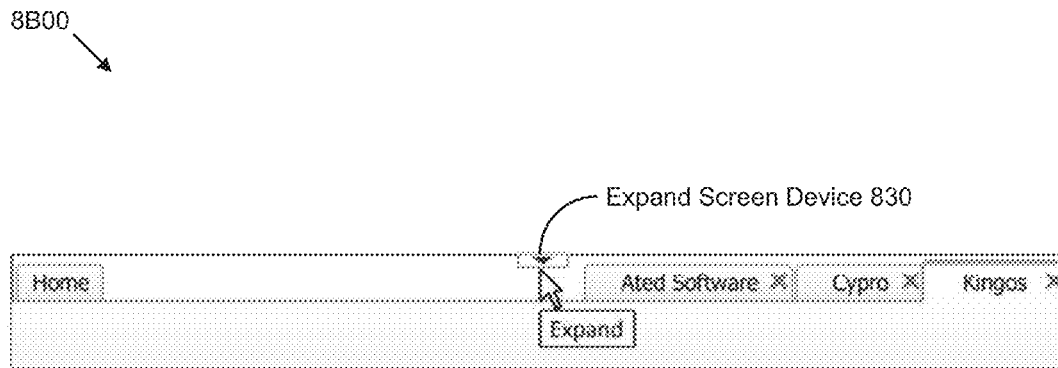 8B00
Expand Screen Device 830
Home
Ated Software X Cypro X Kingos X
Expand